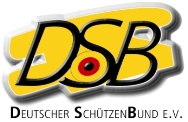 DSB
DEUTSCHER SCHÜTZENBUND E.V.